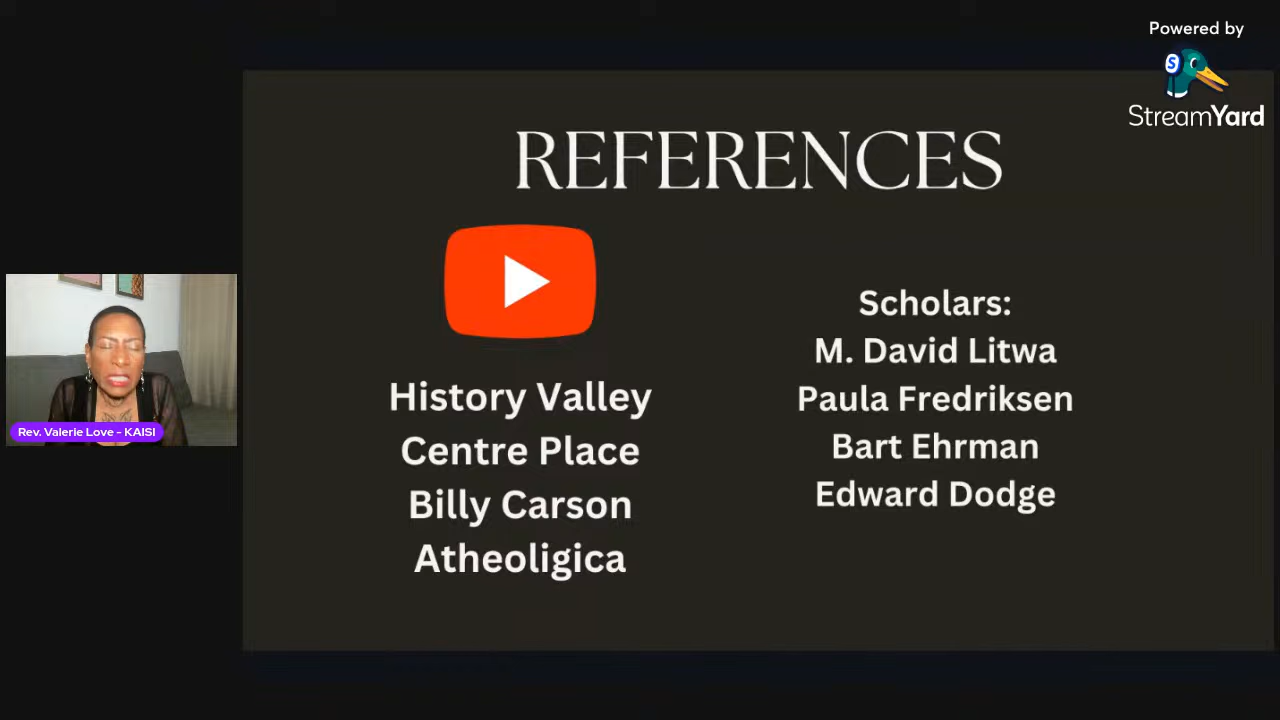 Powered by
StreamYard
REFERENCES
History Valley
Centre Place
Billy Carson
Atheoligica
Scholars:
M. David Litwa
Paula Fredriksen
Bart Ehrman
Edward Dodge
Rev. Valerie Love - KAISI